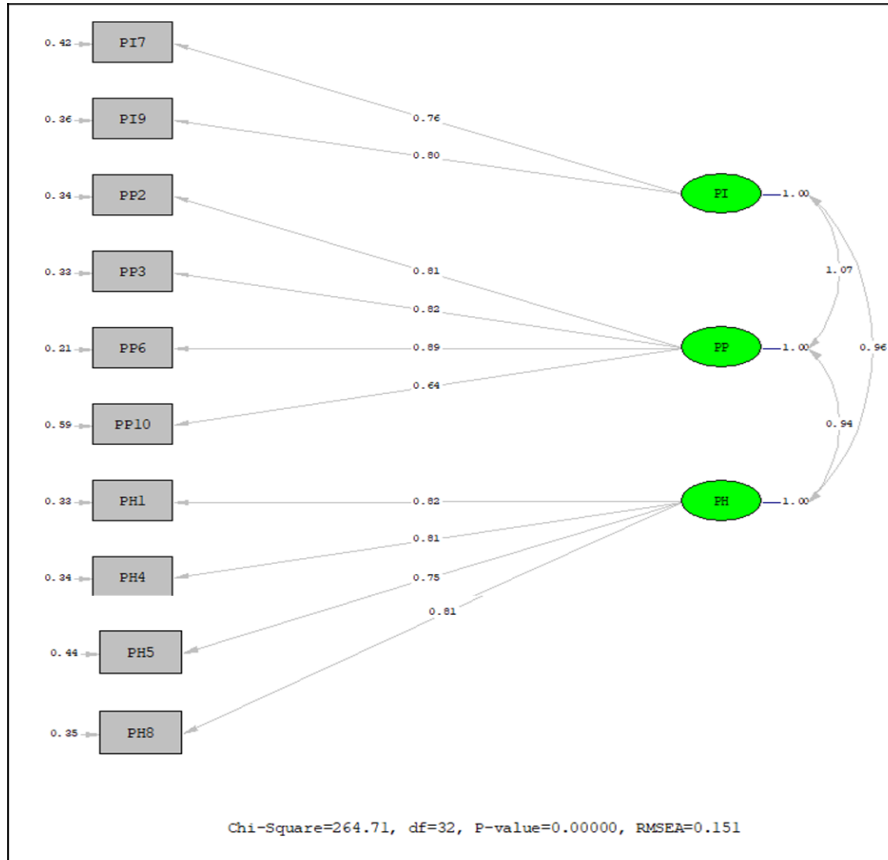 0.42 PI7
0.76
0.36 PI9
0.80
0.34 PP2
PI 1.00
0.81
1.07
0.33 PP3
0.82
0.21 PP6
0.89
PP 1.00
0.96
0.64
0.59 PP10
0.94
0.33 PH1
0.82
PH 1.00
0.81
0.34 PH4
0.75
0.81
0.44 PH5
0.35 PH8
Chi-Square=264.71, df=32, P-value=0.00000, RMSEA=0.151